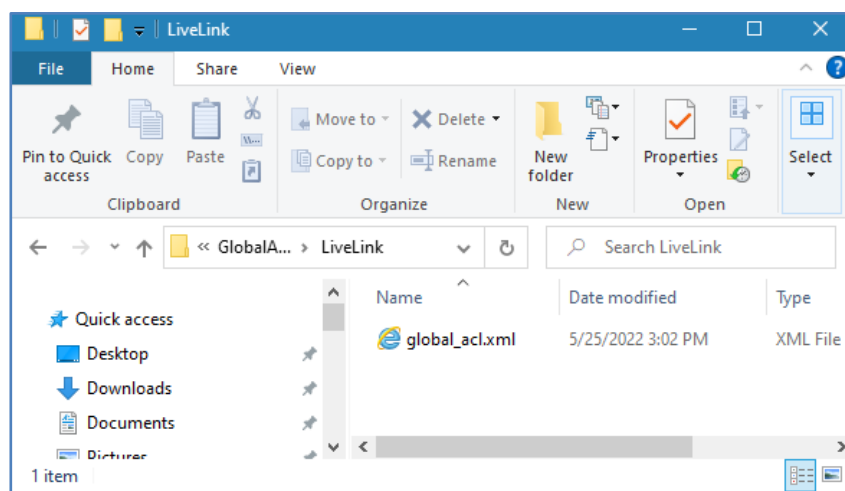 LiveLink
File Home Share View
Pin to Quick access
Copy
Paste
Clipboard
Move to
Copy to
Delete
Rename
Organize
New folder
New
Properties
Open
Select
« GlobalA... > LiveLink
Search LiveLink
Name Date modified Type
Quick access
Desktop
Downloads
Documents
Pictures
global_acl.xml 5/25/2022 3:02 PM XML File
1 item